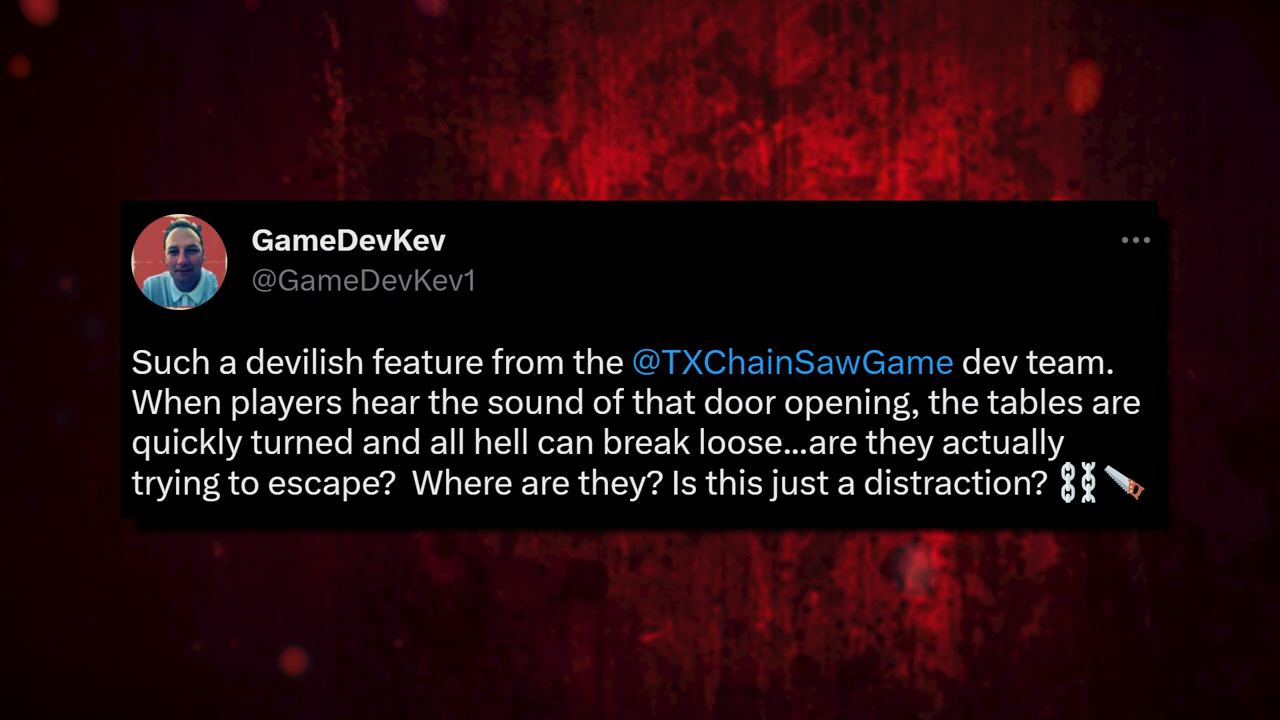 GameDevKev
@GameDevKev1
Such a devilish feature from the @TXChainSawGame dev team.
When players hear the sound of that door opening, the tables are
quickly turned and all hell can break loose...are they actually
trying to escape?  Where are they? Is this just a distraction? ⛓️⛓️🪚